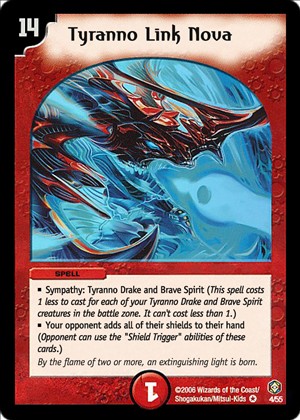 14 Tyranno Link Nova
SPELL
▪ Sympathy: Tyranno Drake and Brave Spirit (This spell costs
1 less to cast for each of your Tyranno Drake and Brave Spirit
creatures in the battle zone. It can't cost less than 1.)
▪ Your opponent adds all of their shields to their hand
(Opponent can use the "Shield Trigger" abilities of these
cards.)
By the flame of two or more, an extinguishing light is born.
1
©2006 Wizards of the Coast/
Shogakukan/Mitsui-Kids
4/55